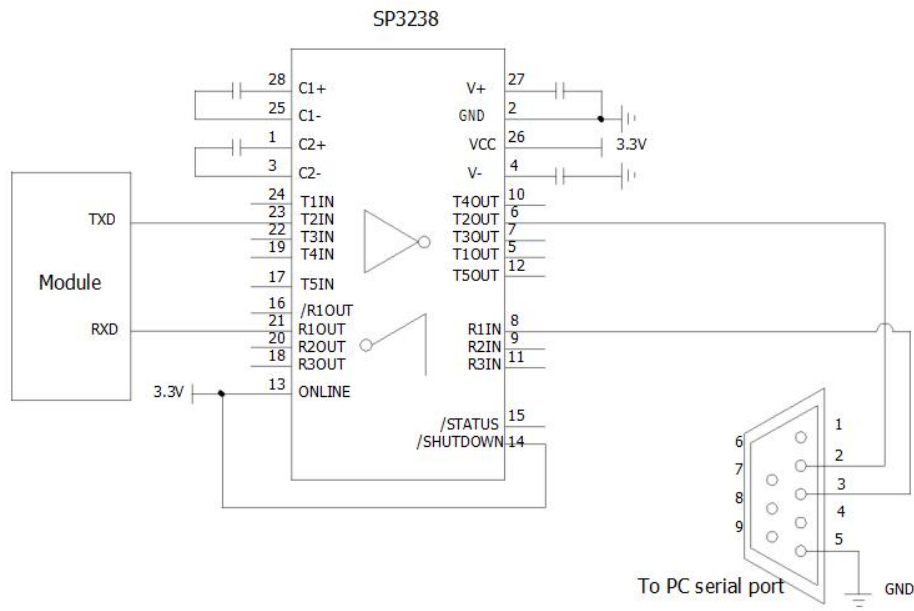 SP3238
28 C1+ V+ 27
25 C1- GND 2
1 C2+ VCC 26 3.3V
3 C2- V- 4
24 T1IN T4OUT 10
TXD 23 T2IN T2OUT 6
22 T3IN T3OUT 7
19 T4IN T1OUT 5
17 T5IN T5OUT 12
Module
16 /R1OUT
RXD 21 R1OUT R1IN 8
20 R2OUT R2IN 9
18 R3OUT R3IN 11
3.3V 13 ONLINE
/STATUS 15
/SHUTDOWN 14
1
6
2
7
3
8
4
9
5
To PC serial port
GND